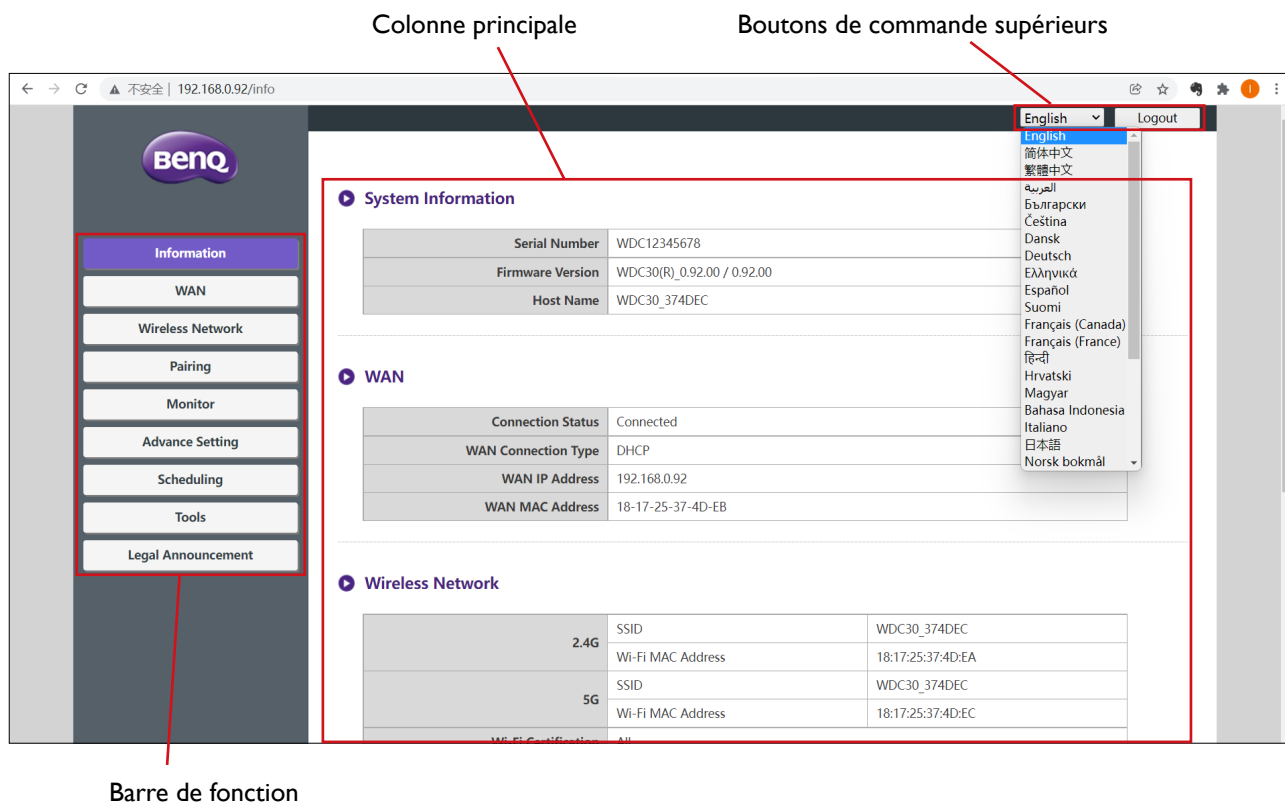 Colonne principale
Boutons de commande supérieurs
不安全 | 192.168.0.92/info
I
English
Logout
BenQ
English
简体中文
繁體中文
العربية
Български
Čeština
Dansk
Deutsch
Ελληνικά
Español
Suomi
Français (Canada)
Français (France)
हिन्दी
Hrvatski
Magyar
Bahasa Indonesia
Italiano
日本語
Norsk bokmål
Information
WAN
Wireless Network
Pairing
Monitor
Advance Setting
Scheduling
Tools
Legal Announcement
System Information
Serial Number WDC12345678
Firmware Version WDC30(R)_0.92.00 / 0.92.00
Host Name WDC30_374DEC
WAN
Connection Status Connected
WAN Connection Type DHCP
WAN IP Address 192.168.0.92
WAN MAC Address 18-17-25-37-4D-EB
Wireless Network
2.4G
SSID WDC30_374DEC
Wi-Fi MAC Address 18:17:25:37:4D:EA
5G
SSID WDC30_374DEC
Wi-Fi MAC Address 18:17:25:37:4D:EC
Wi-Fi Certification All
Barre de fonction